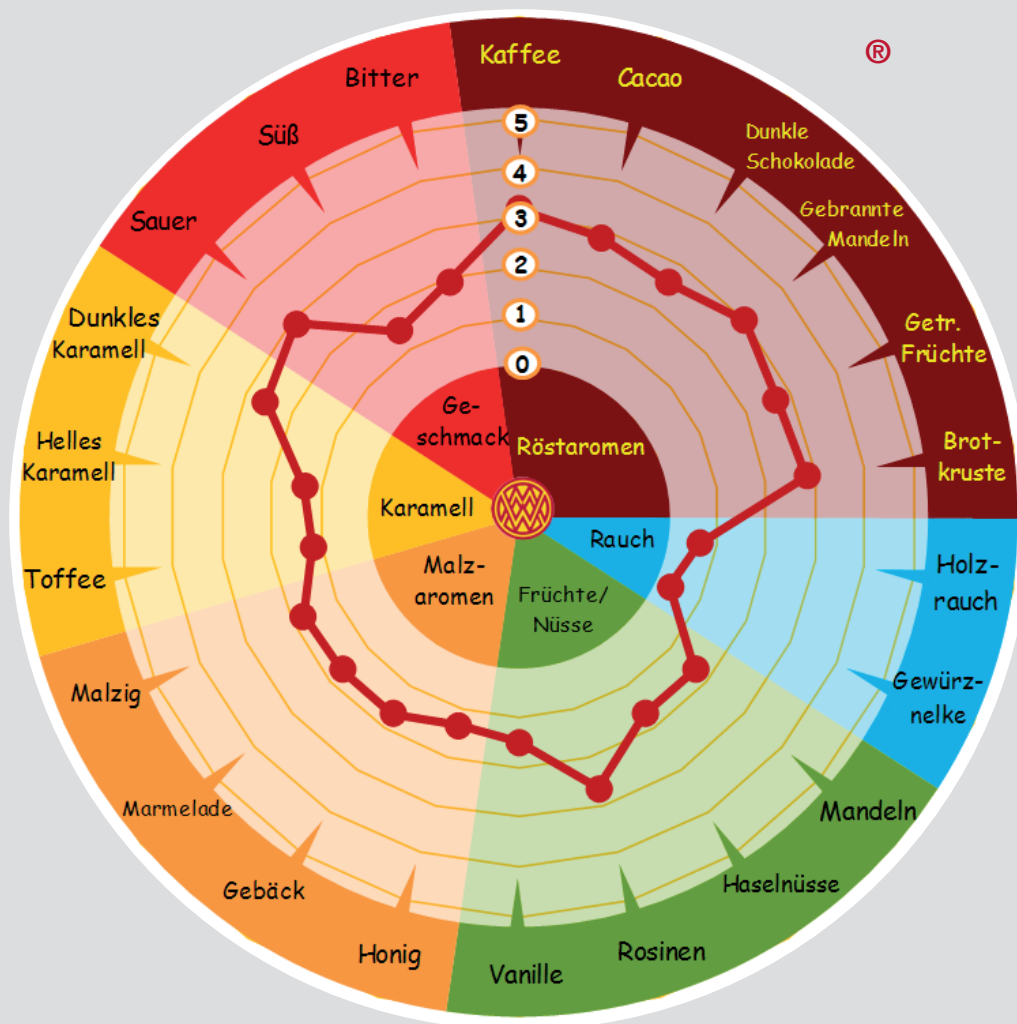 ®
Kaffee
Cacao
Dunkle
Schokolade
Gebrannte
Mandeln
Getr.
Früchte
Brot-
kruste
Holz-
rauch
Gewürz-
nelke
Mandeln
Haselnüsse
Rosinen
Vanille
Honig
Gebäck
Marmelade
Malzig
Toffee
Helles
Karamell
Dunkles
Karamell
Sauer
Süß
Bitter
5
4
3
2
1
0
Ge-
schmack
Röstaromen
Karamell
Rauch
Malz-
aromen
Früchte/
Nüsse